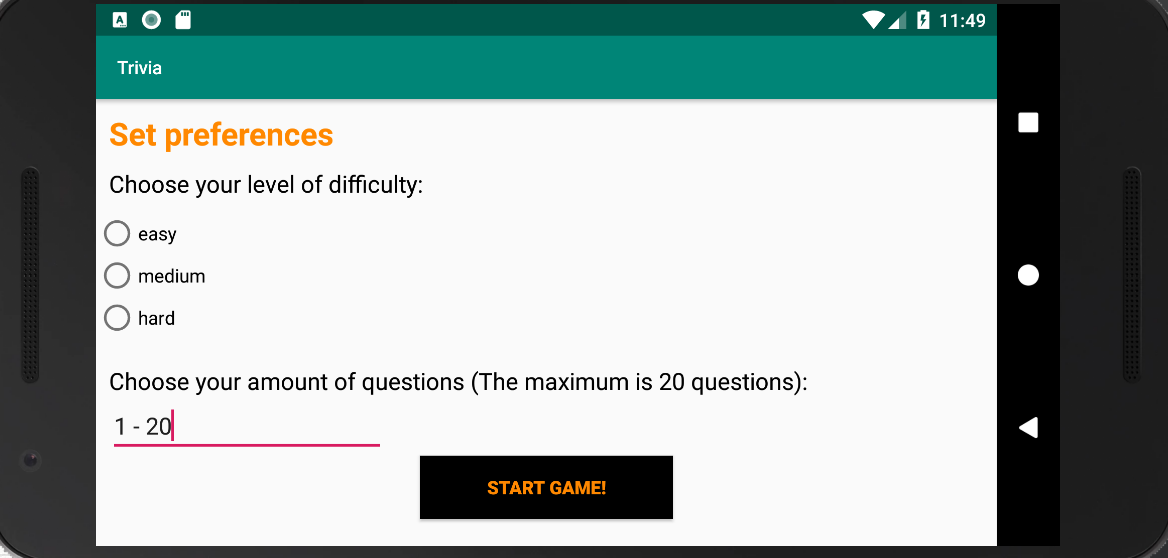 11:49
Trivia
Set preferences
Choose your level of difficulty:
easy
medium
hard
Choose your amount of questions (The maximum is 20 questions):
1 - 20
START GAME!